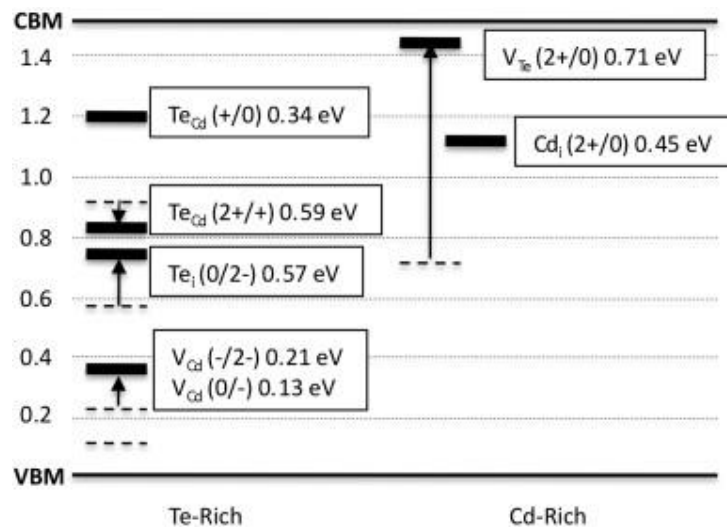 CBM
1.4
1.2
1.0
0.8
0.6
0.4
0.2
VBM
Te_Cd (+/0) 0.34 eV
Te_Cd (2+/+) 0.59 eV
Te_i (0/2-) 0.57 eV
V_Cd (-/2-) 0.21 eV
V_Cd (0/-) 0.13 eV
V_Te (2+/0) 0.71 eV
Cd_i (2+/0) 0.45 eV
Te-Rich
Cd-Rich